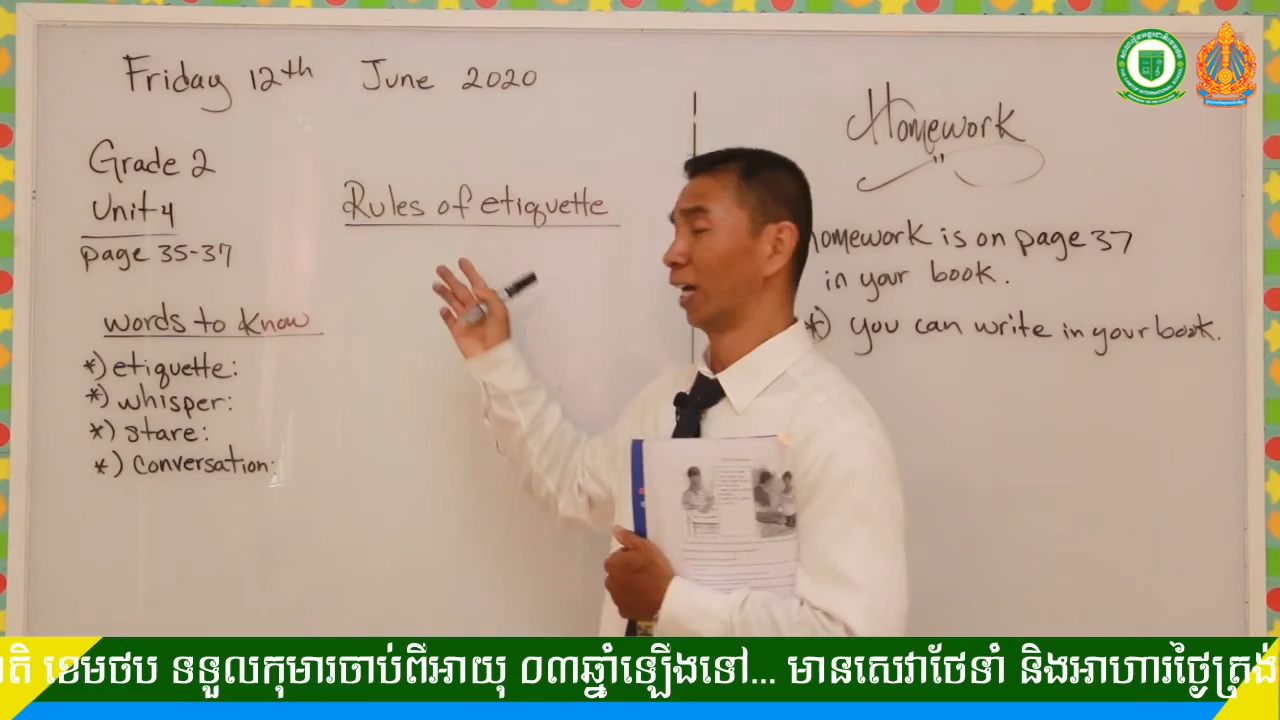 Friday 12th June 2020
Grade 2
Unit 4
page 35-37
Rules of etiquette
words to know
*) etiquette:
*) whisper:
*) stare:
*) Conversation:
Homework
homework is on page 37
in your book.
*) you can write in your book.
ខេមថប ទទួលកុមារចាប់ពីអាយុ ០៣ឆ្នាំឡើងទៅ... មានសេវាថែទាំ និងអាហារថ្ងៃត្រង់